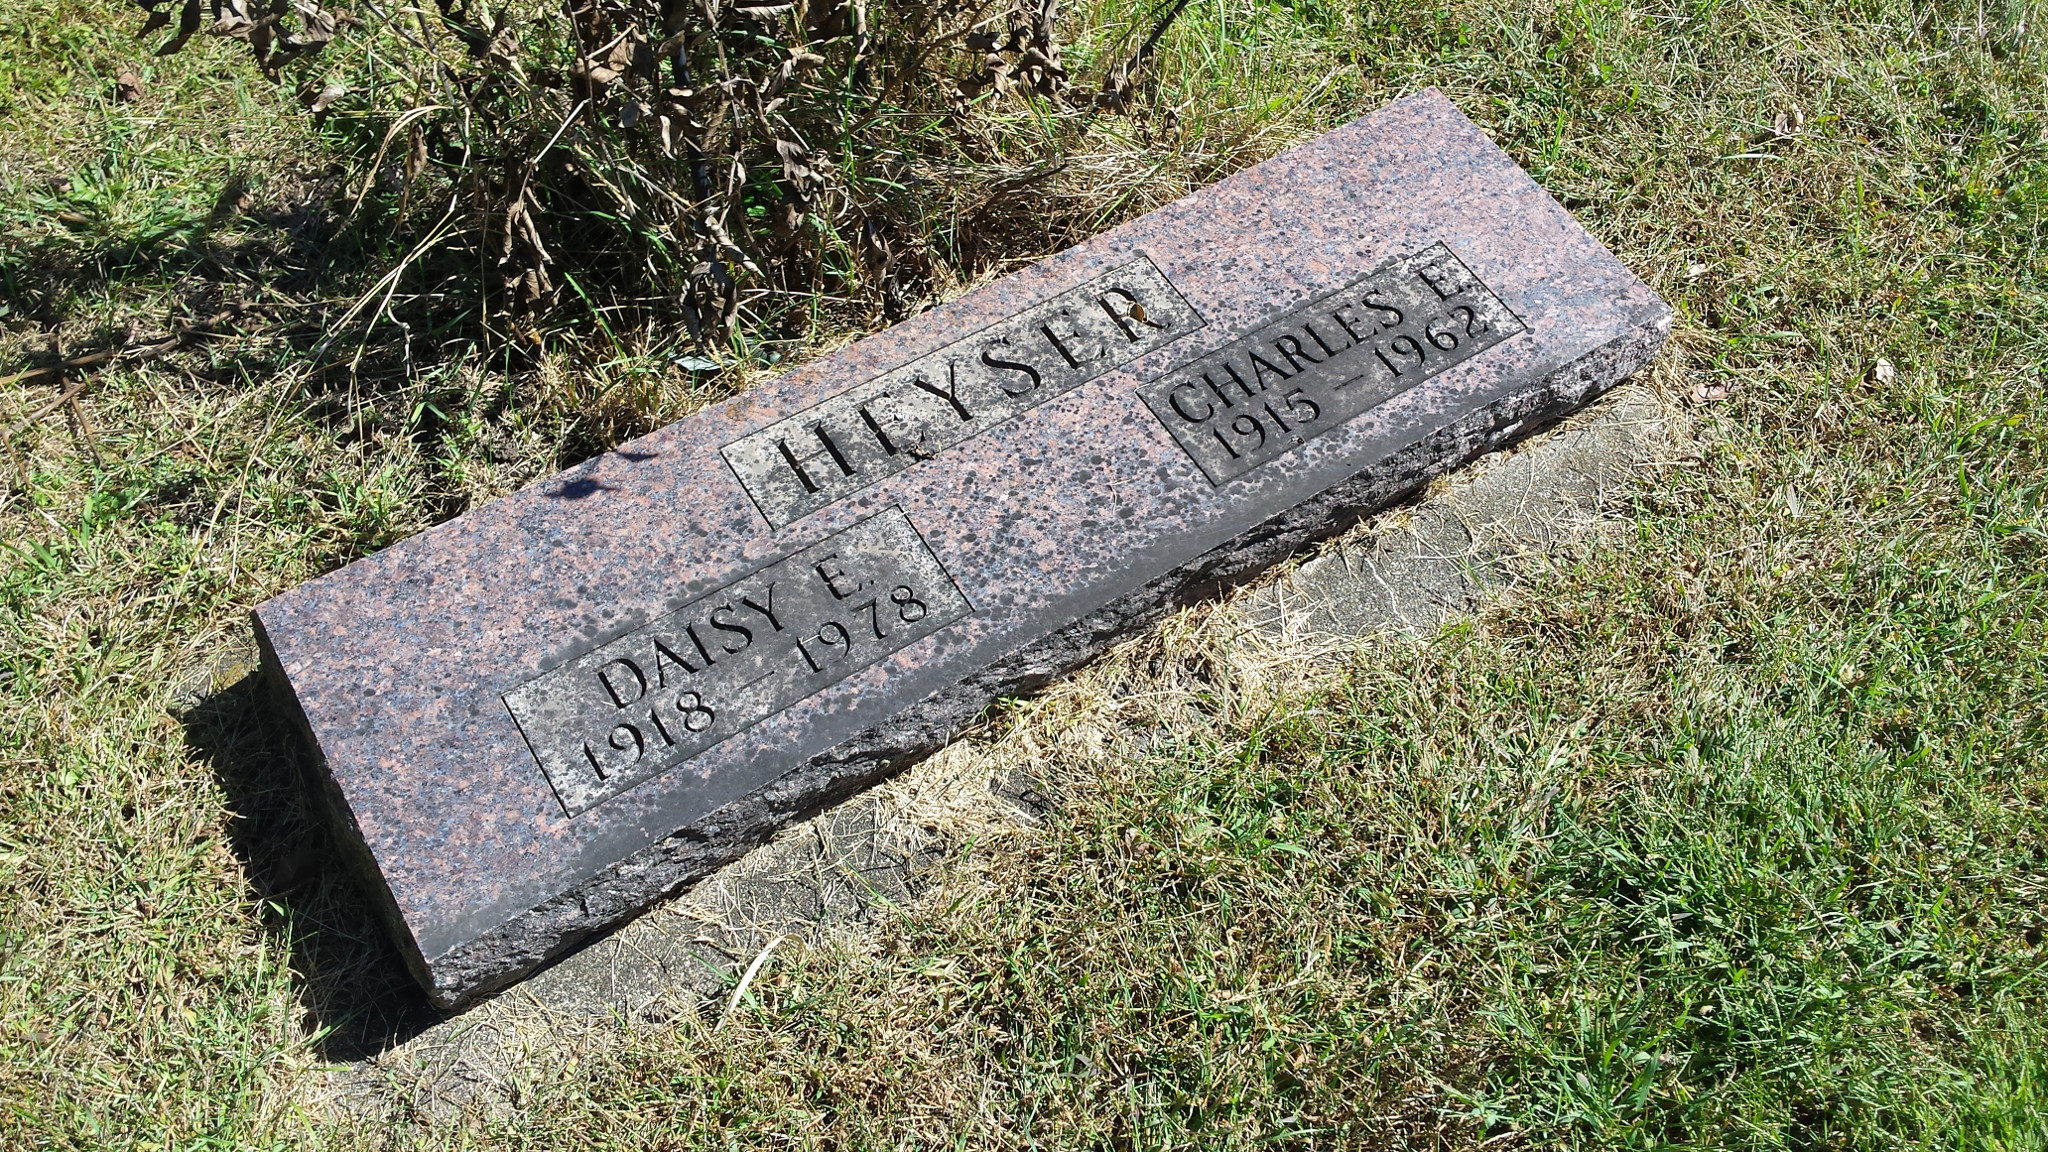 HEYSER
DAISY E.
1918 – 1978
CHARLES E.
1915 – 1962